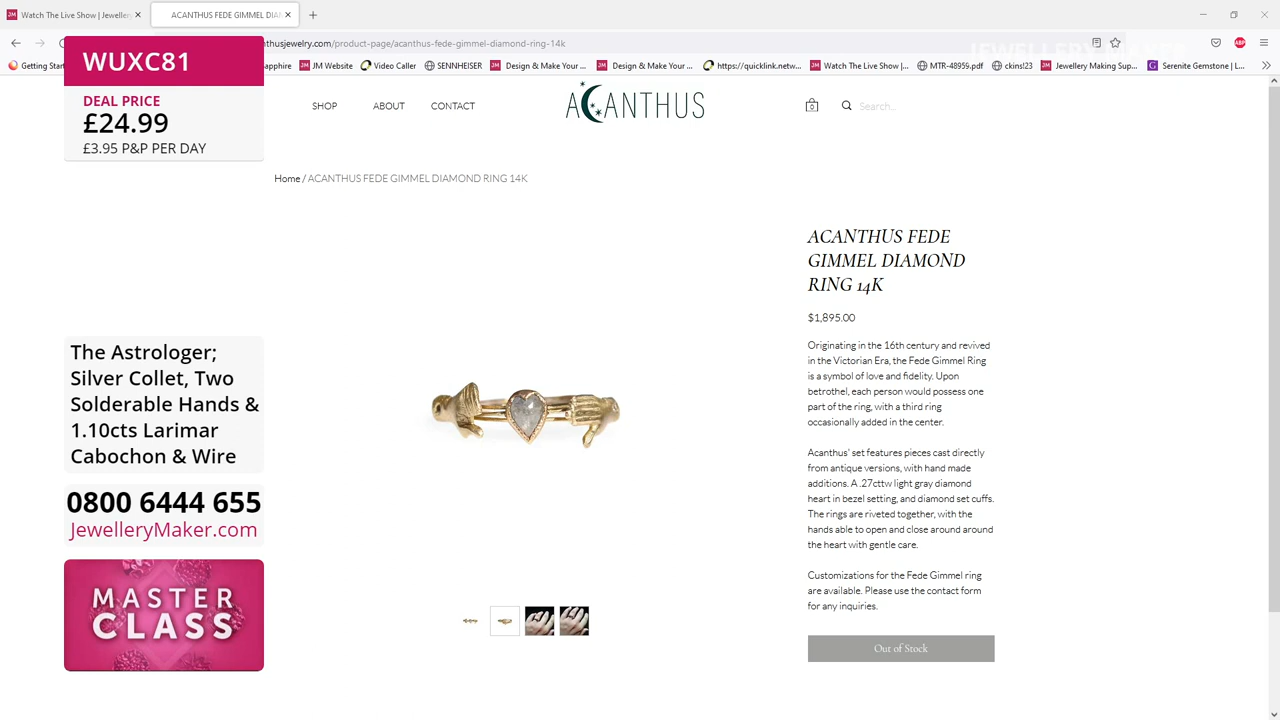 Watch The Live Show | Jeweller
ACANTHUS FEDE GIMMEL DIAM
thusjewelry.com/product-page/acanthus-fede-gimmel-diamond-ring-14k
Getting Star
apphire
JM Website
Video Caller
SENNHEISER
Design & Make Your ...
Design & Make Your ...
https://quicklink.netw...
Watch The Live Show |...
MTR-48959.pdf
ckins!23
Jewellery Making Sup...
Serenite Gemstone | L...
WUXC81
DEAL PRICE
£24.99
£3.95 P&P PER DAY
SHOP
ABOUT
CONTACT
ACANTHUS
0
Search...
Home / ACANTHUS FEDE GIMMEL DIAMOND RING 14K
ACANTHUS FEDE
GIMMEL DIAMOND
RING 14K
$1,895.00
Originating in the 16th century and revived
in the Victorian Era, the Fede Gimmel Ring
is a symbol of love and fidelity. Upon
betrothel, each person would possess one
part of the ring, with a third ring
occasionally added in the center.
Acanthus' set features pieces cast directly
from antique versions, with hand made
additions. A .27cttw light gray diamond
heart in bezel setting, and diamond set cuffs.
The rings are riveted together, with the
hands able to open and close around around
the heart with gentle care.
Customizations for the Fede Gimmel ring
are available. Please use the contact form
for any inquiries.
Out of Stock
The Astrologer;
Silver Collet, Two
Solderable Hands &
1.10cts Larimar
Cabochon & Wire
0800 6444 655
JewelleryMaker.com
MASTER
CLASS